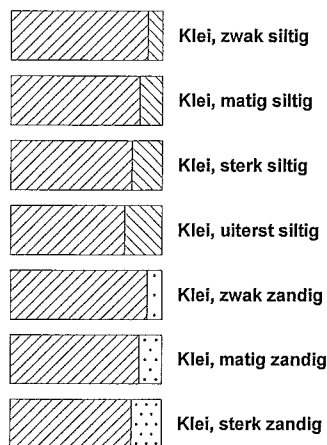 Klei, zwak siltig
Klei, matig siltig
Klei, sterk siltig
Klei, uiterst siltig
Klei, zwak zandig
Klei, matig zandig
Klei, sterk zandig